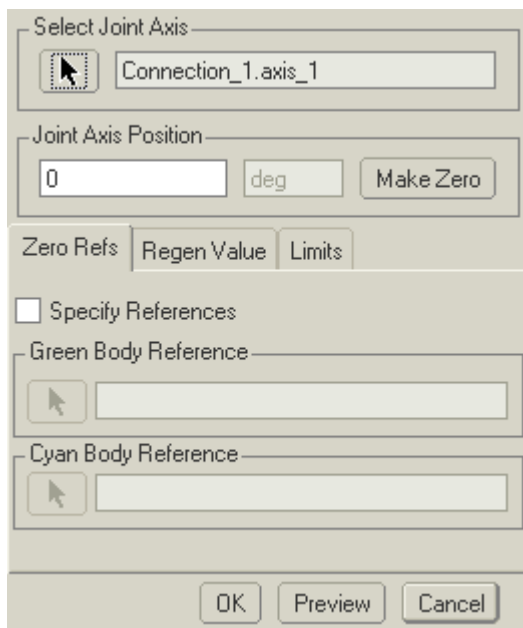 Select Joint Axis
Connection_1.axis_1
Joint Axis Position
0 deg Make Zero
Zero Refs Regen Value Limits
Specify References
Green Body Reference
Cyan Body Reference
OK Preview Cancel